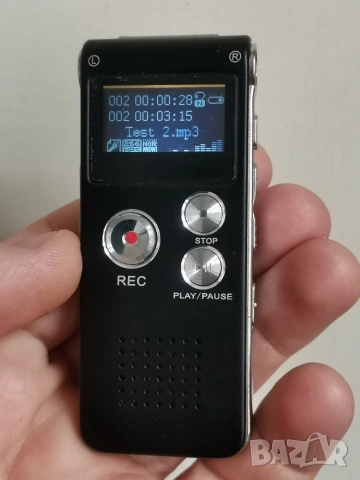 L R
002 00:00:28
002 00:03:15
Test 2.mp3
NOR
STOP
REC
PLAY/PAUSE
BAZAR